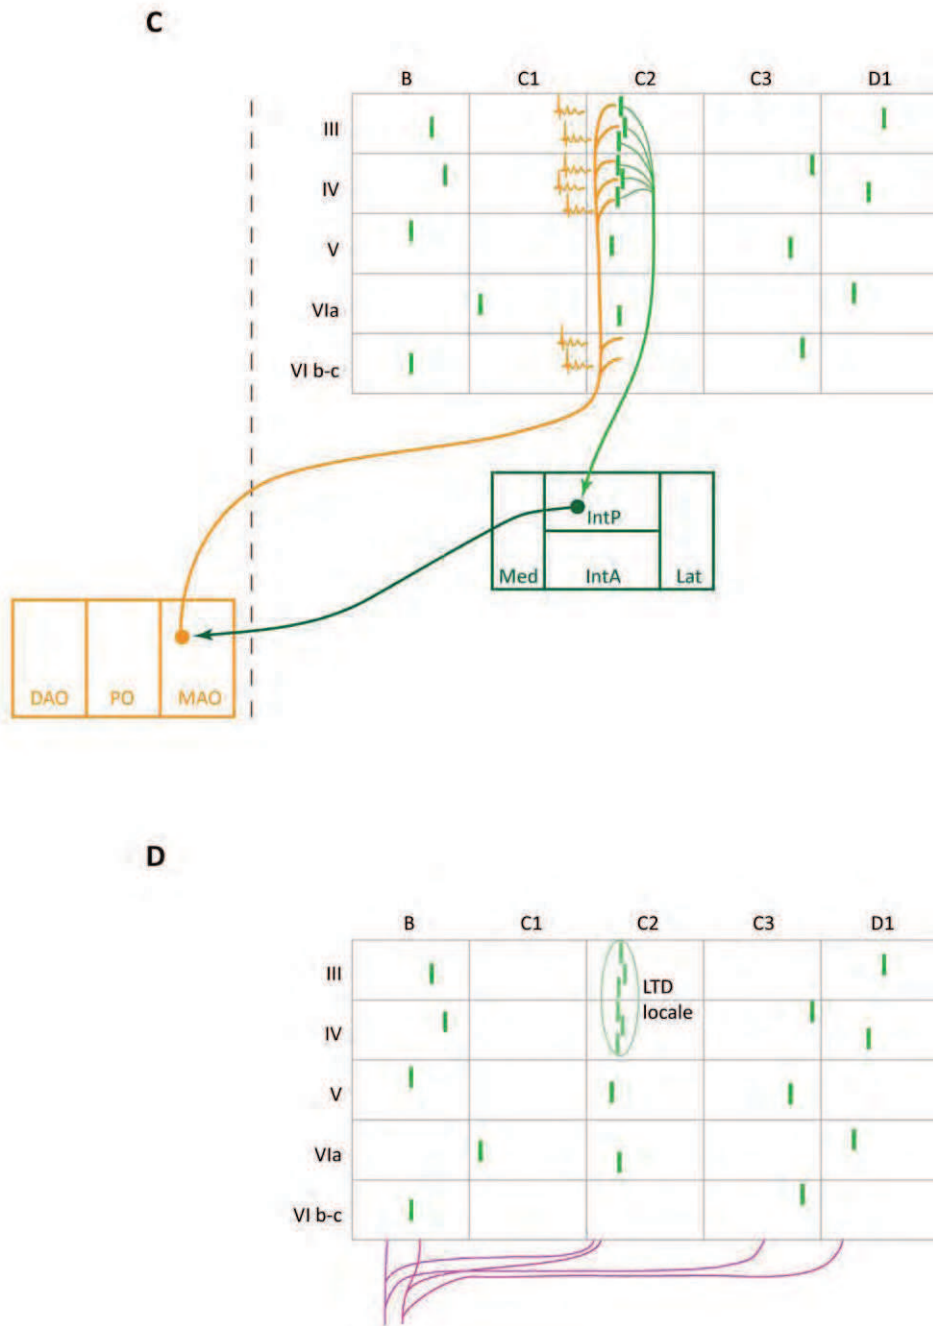 C
B C1 C2 C3 D1
III
IV
V
VIa
VI b-c
IntP
Med IntA Lat
DAO PO MAO
D
B C1 C2 C3 D1
III
LTD
locale
IV
V
VIa
VI b-c